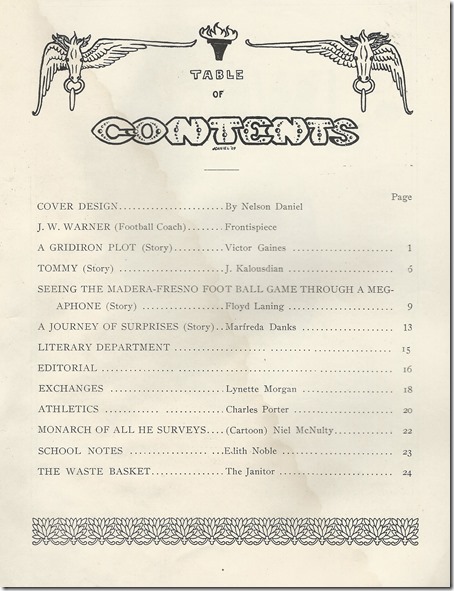 TABLE
OF
CONTENTS
Page
COVER DESIGN...................... By Nelson Daniel
J. W. WARNER (Football Coach)........ Frontispiece
A GRIDIRON PLOT (Story)....... Victor Gaines ...................... 1
TOMMY (Story) ...................... J. Kalousdian ...................... 6
SEEING THE MADERA-FRESNO FOOT BALL GAME THROUGH A MEG-
APHONE (Story) ............... Floyd Laning ...................... 9
A JOURNEY OF SURPRISES (Story).. Marfreda Danks .................. 13
LITERARY DEPARTMENT ...................................... 15
EDITORIAL .............................................. 16
EXCHANGES ...................... Lynette Morgan .................. 18
ATHLETICS ...................... Charles Porter .................. 20
MONARCH OF ALL HE SURVEYS.... (Cartoon) Niel McNulty............. 22
SCHOOL NOTES .................. Edith Noble ...................... 23
THE WASTE BASKET............... The Janitor ...................... 24